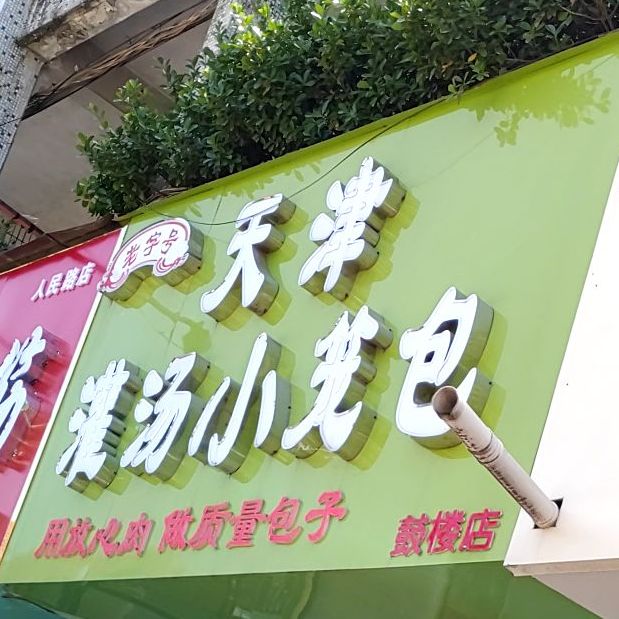 人民路店
老字号
天津
灌汤小笼包
用放心肉 做质量包子
鼓楼店